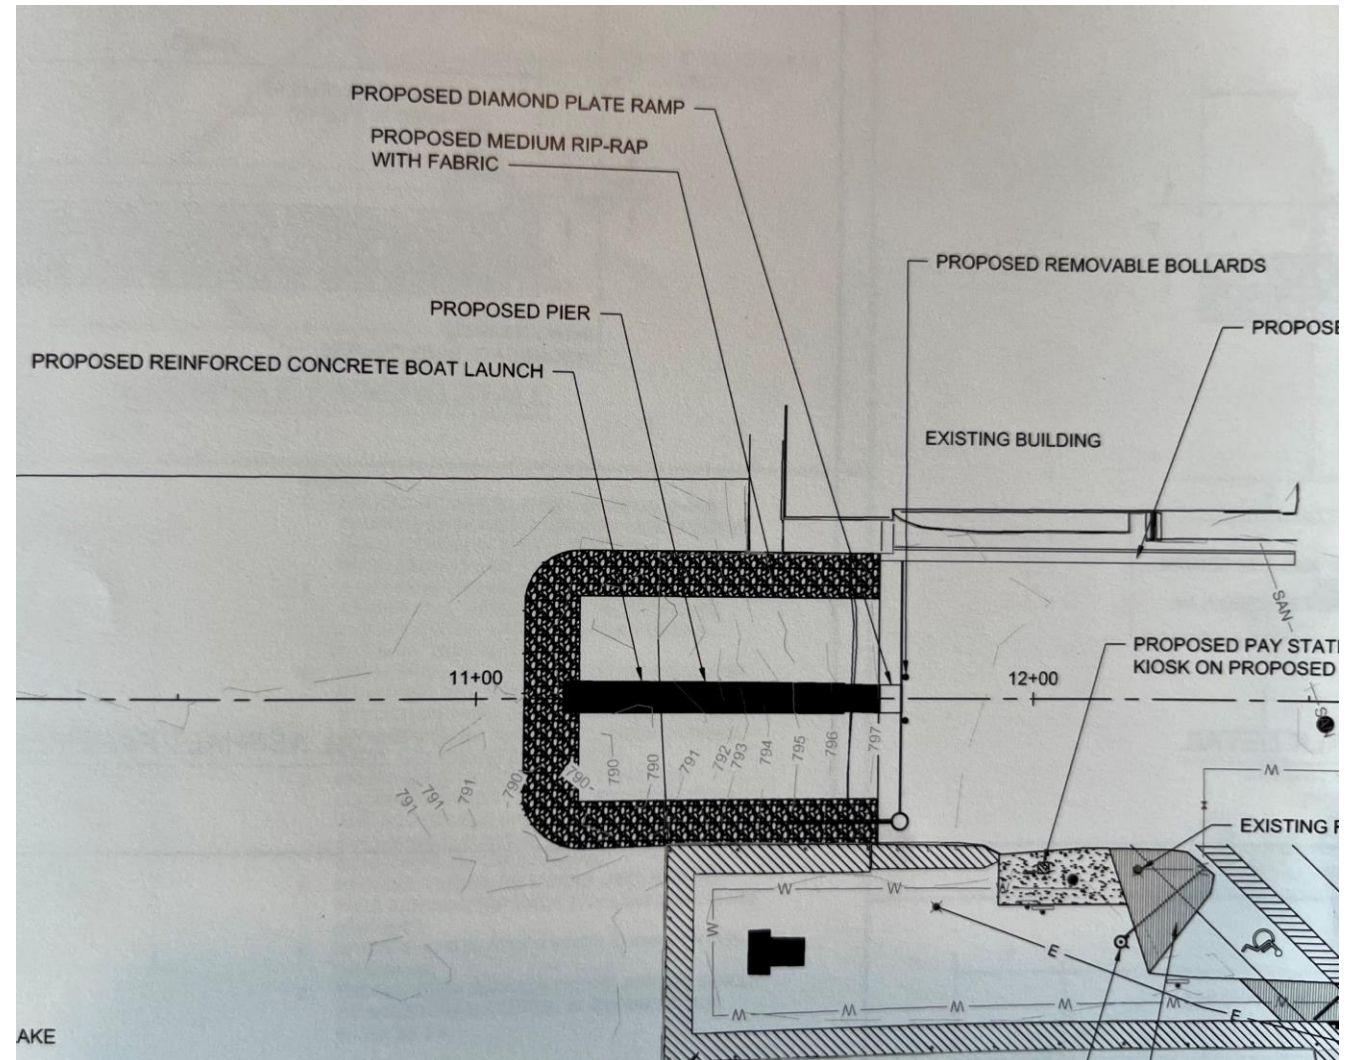 PROPOSED DIAMOND PLATE RAMP
PROPOSED MEDIUM RIP-RAP
WITH FABRIC
PROPOSED REMOVABLE BOLLARDS
PROPOSED PIER
PROPOSE
PROPOSED REINFORCED CONCRETE BOAT LAUNCH
EXISTING BUILDING
SAN
PROPOSED PAY STATI
KIOSK ON PROPOSED
11+00
12+00
790
790
791
792
793
794
795
796
797
791
791
791
790
790
W
EXISTING F
W
W
W
E
W
W
W
W
W
E
AKE